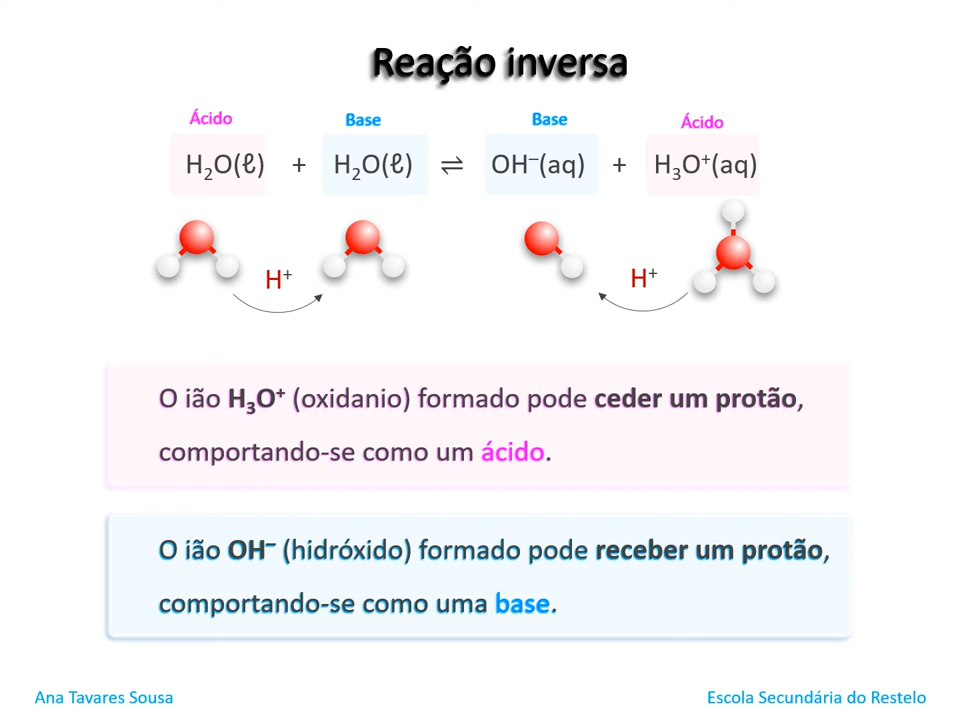 Reação inversa
Ácido Base Base Ácido
H₂O(ℓ) + H₂O(ℓ) ⇌ OH⁻(aq) + H₃O⁺(aq)
H⁺ H⁺
O ião H₃O⁺ (oxidanio) formado pode ceder um protão,
comportando-se como um ácido.
O ião OH⁻ (hidróxido) formado pode receber um protão,
comportando-se como uma base.
Ana Tavares Sousa Escola Secundária do Restelo